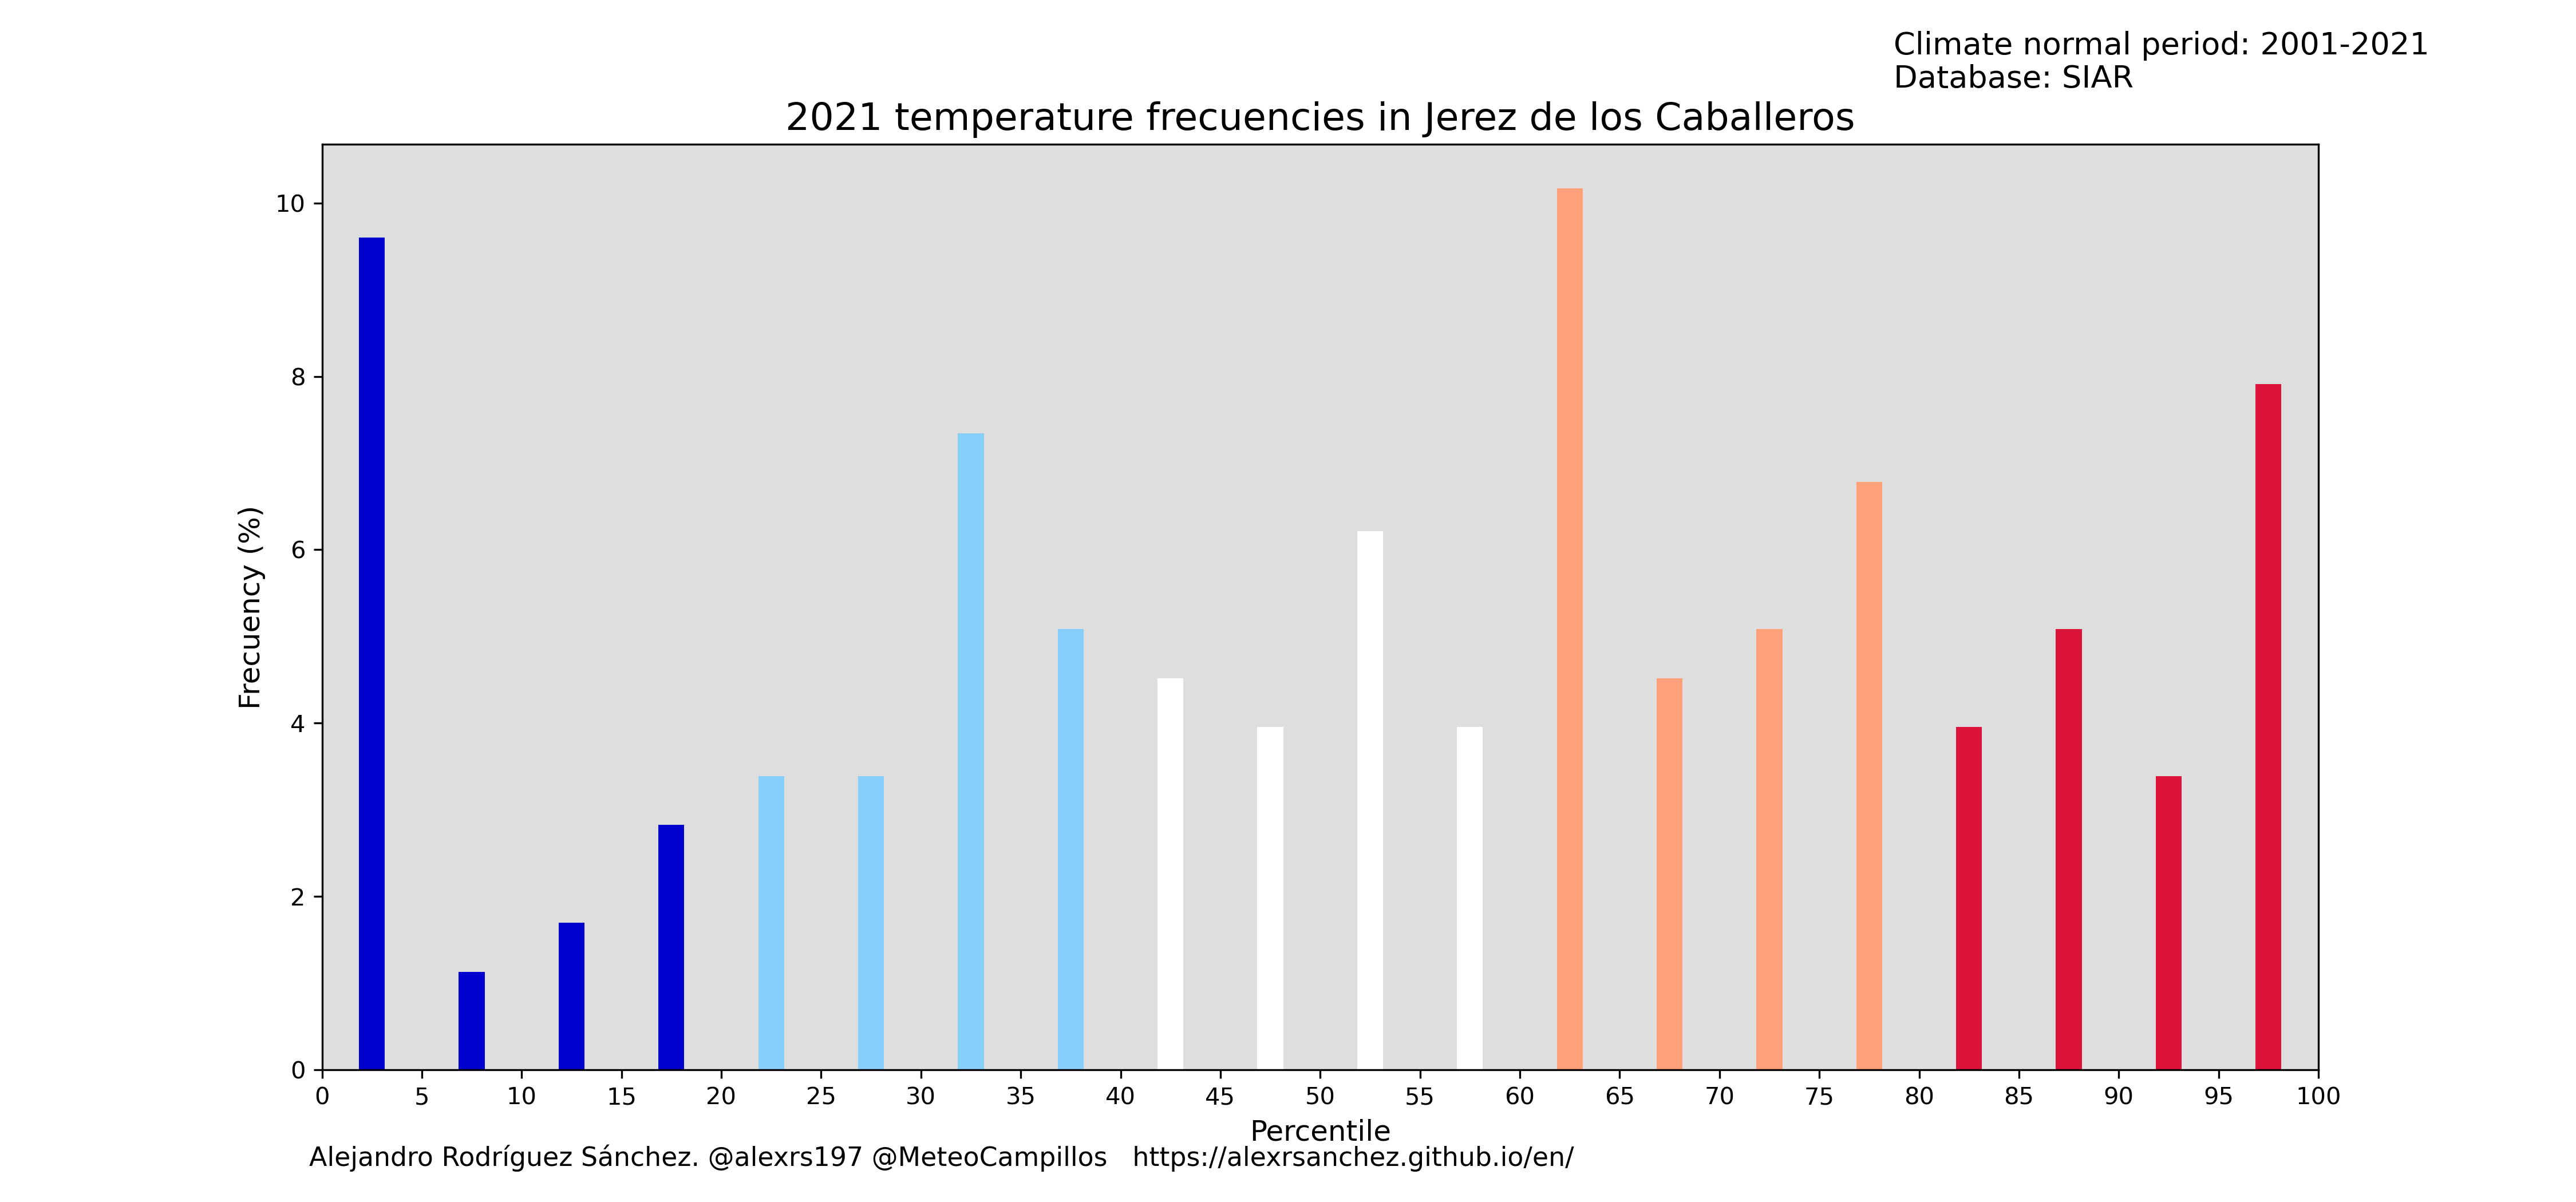 Climate normal period: 2001-2021
Database: SIAR
2021 temperature frecuencies in Jerez de los Caballeros
10
8
6
4
2
0
Frecuency (%)
0 5 10 15 20 25 30 35 40 45 50 55 60 65 70 75 80 85 90 95 100
Percentile
Alejandro Rodríguez Sánchez. @alexrs197 @MeteoCampillos https://alexrsanchez.github.io/en/